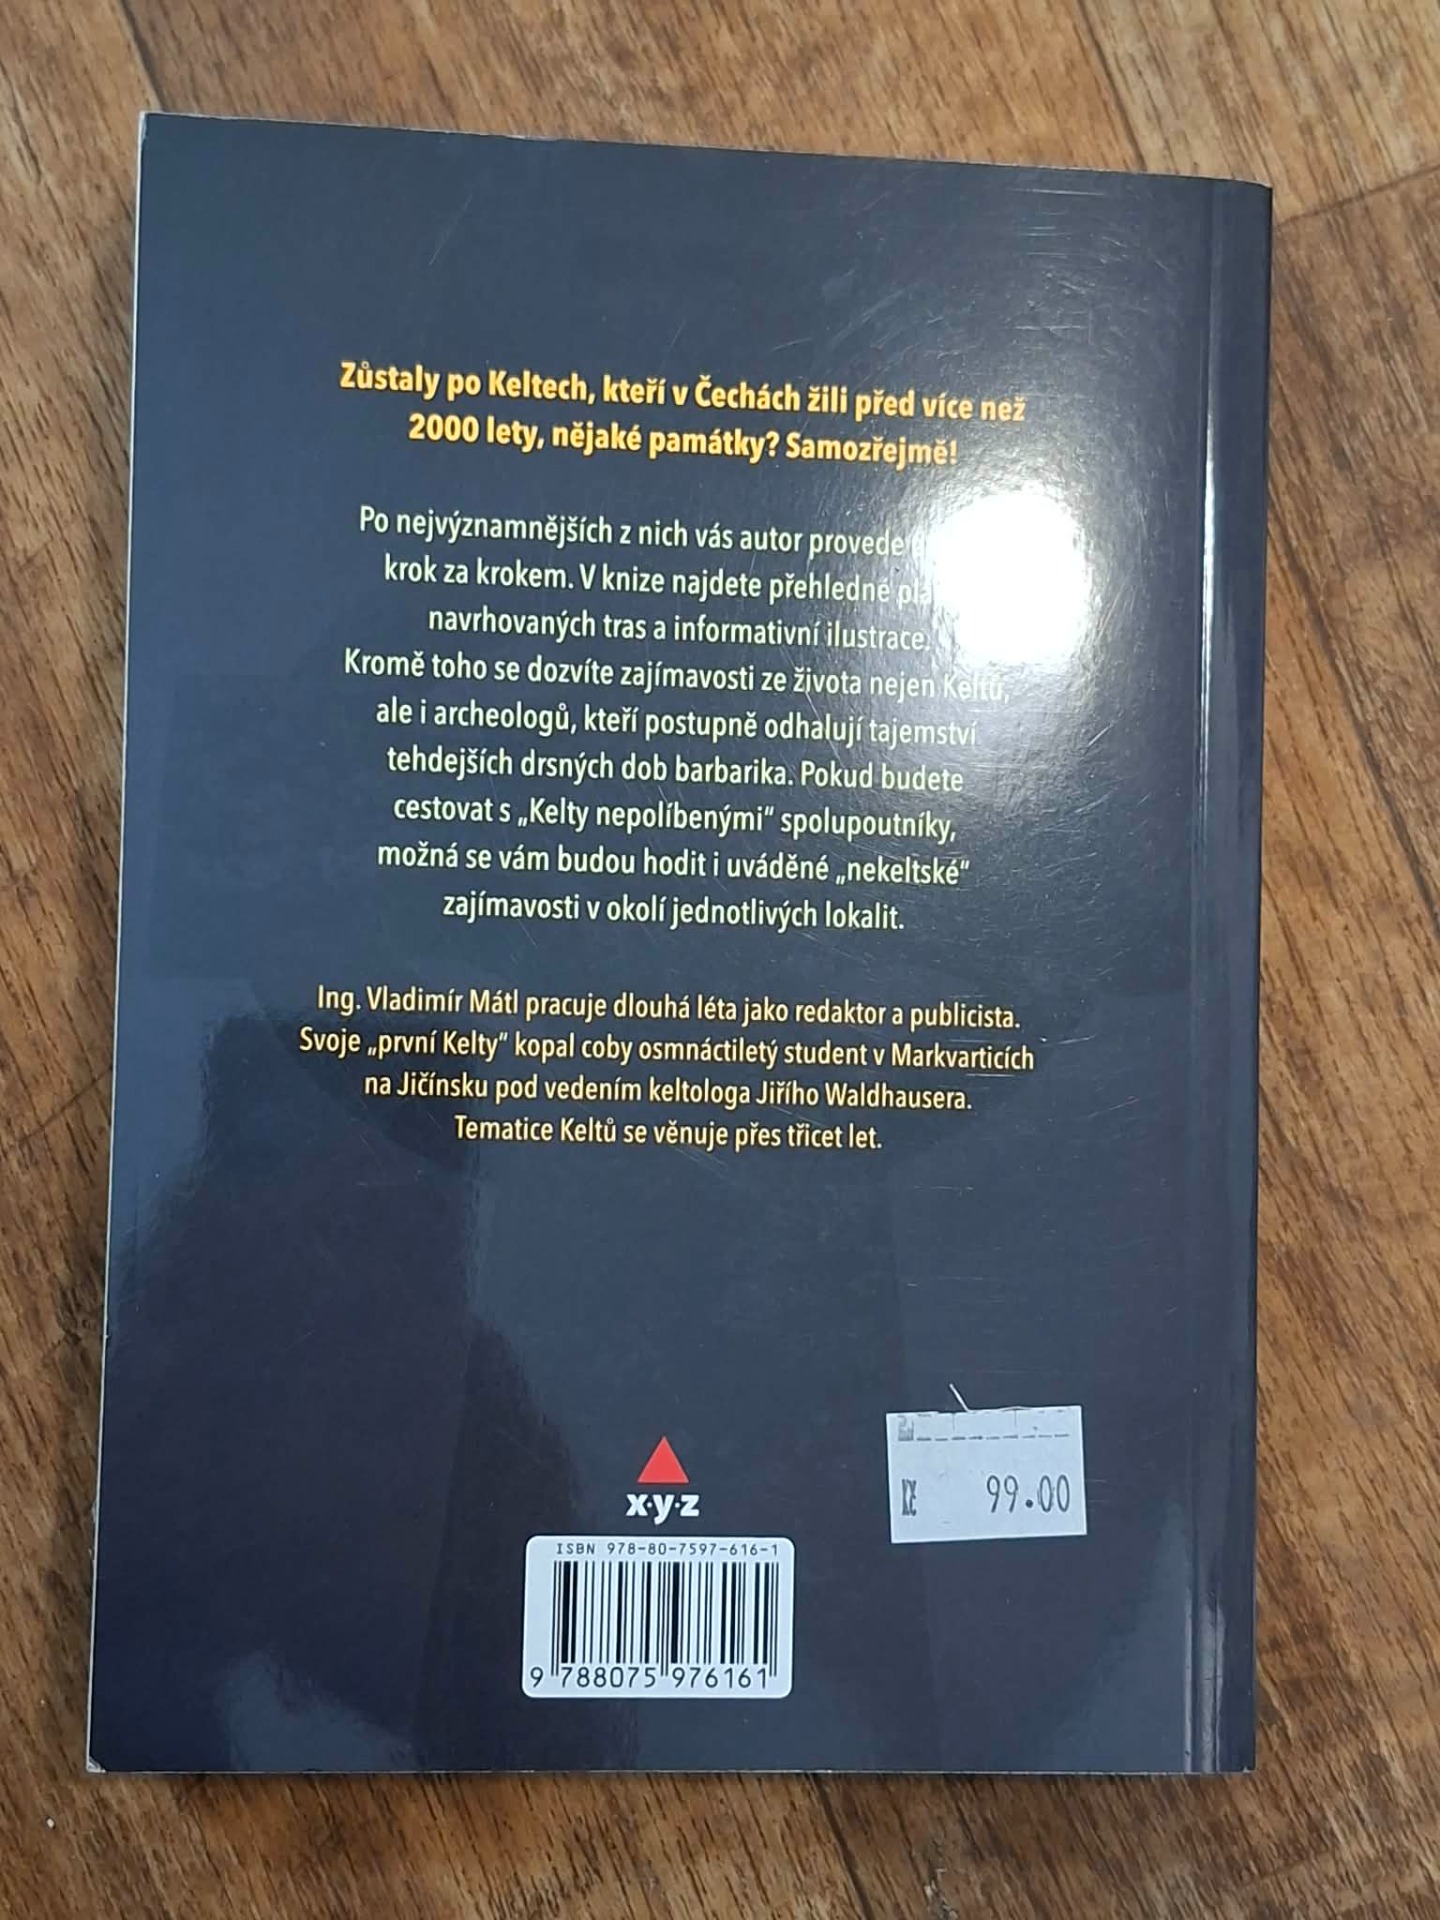 Zůstaly po Keltech, kteří v Čechách žili před více než
2000 lety, nějaké památky? Samozřejmě!
Po nejvýznamnějších z nich vás autor provede
krok za krokem. V knize najdete přehledné
navrhovaných tras a informativní ilustrace.
Kromě toho se dozvíte zajímavosti ze života nejen Keltů,
ale i archeologů, kteří postupně odhalují tajemství
tehdejších drsných dob barbarika. Pokud budete
cestovat s „Kelty nepolíbenými“ spolupoutníky,
možná se vám budou hodit i uváděné „nekeltské“
zajímavosti v okolí jednotlivých lokalit.
Ing. Vladimír Mátl pracuje dlouhá léta jako redaktor a publicista.
Svoje „první Kelty“ kopal coby osmnáctiletý student v Markvarticích
na Jičínsku pod vedením keltologa Jiřího Waldhausera.
Tematice Keltů se věnuje přes třicet let.
Kč 99.00
x·y·z
ISBN 978-80-7597-616-1
9 788075 976161